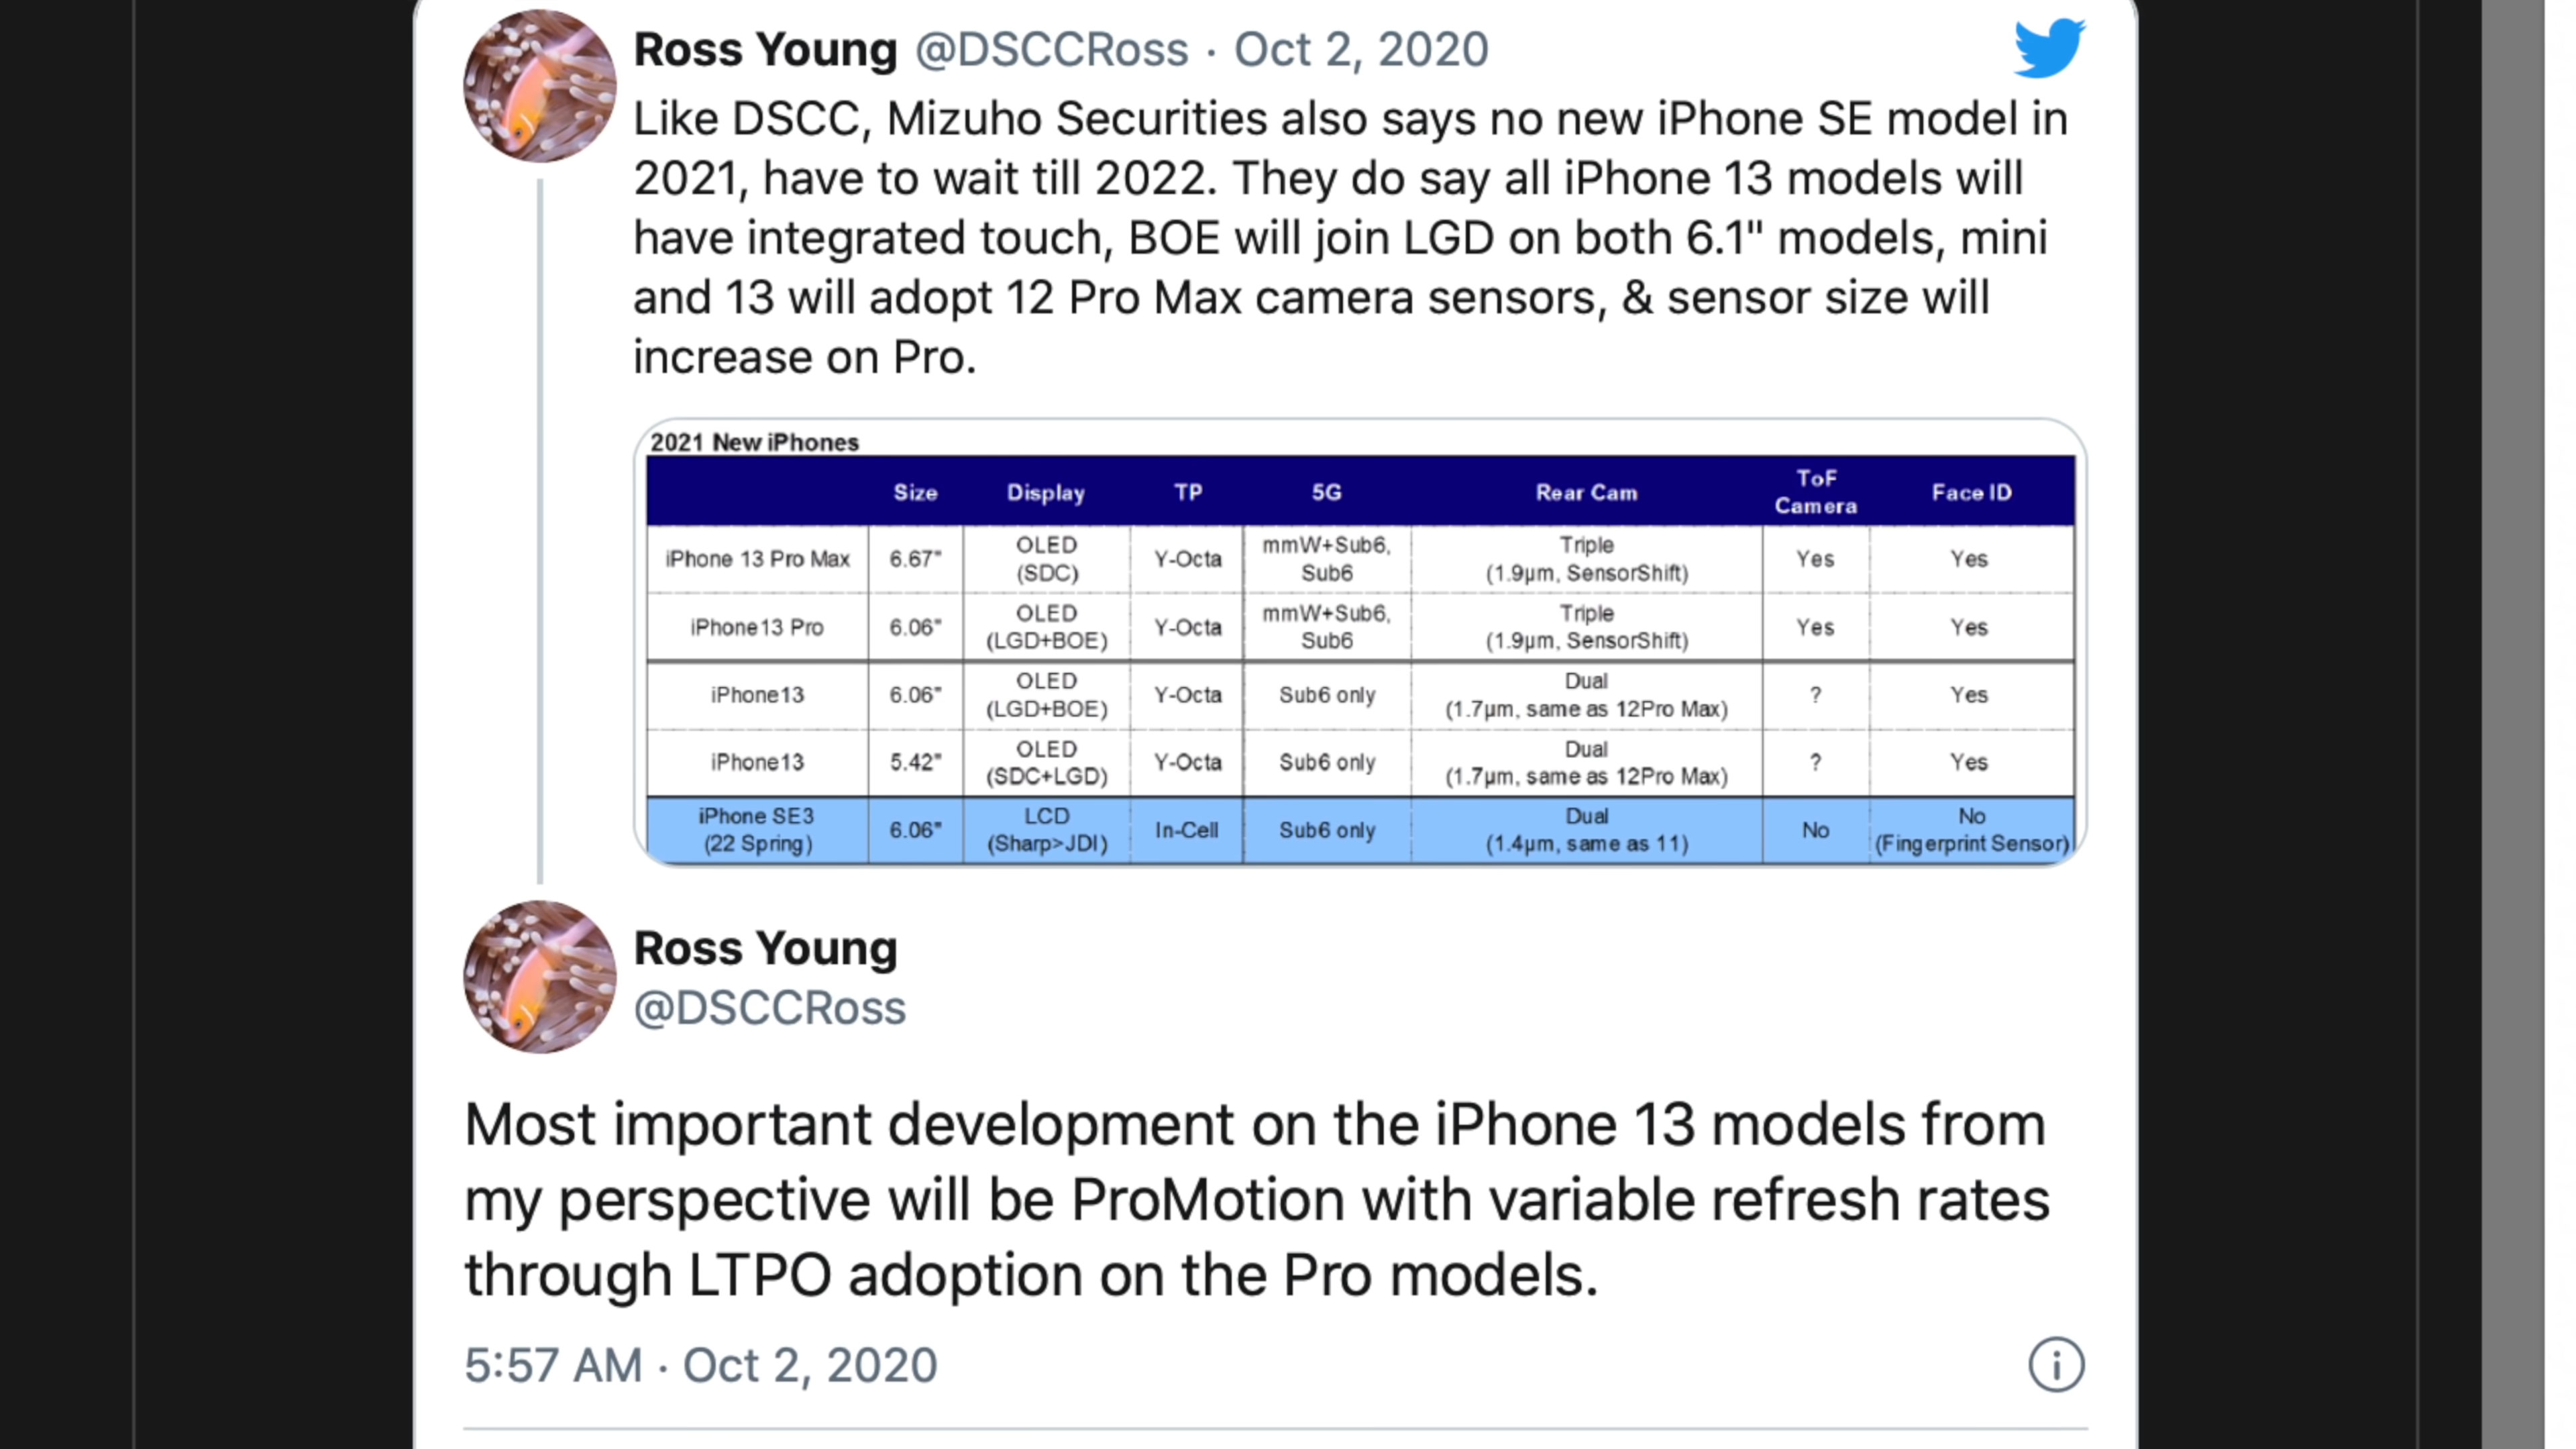 Ross Young @DSCCRoss · Oct 2, 2020
Like DSCC, Mizuho Securities also says no new iPhone SE model in
2021, have to wait till 2022. They do say all iPhone 13 models will
have integrated touch, BOE will join LGD on both 6.1" models, mini
and 13 will adopt 12 Pro Max camera sensors, & sensor size will
increase on Pro.
2021 New iPhones
Size Display TP 5G Rear Cam ToF Camera Face ID
iPhone 13 Pro Max 6.67" OLED (SDC) Y-Octa mmW+Sub6, Sub6 Triple (1.9µm, SensorShift) Yes Yes
iPhone13 Pro 6.06" OLED (LGD+BOE) Y-Octa mmW+Sub6, Sub6 Triple (1.9µm, SensorShift) Yes Yes
iPhone13 6.06" OLED (LGD+BOE) Y-Octa Sub6 only Dual (1.7µm, same as 12Pro Max) ? Yes
iPhone13 5.42" OLED (SDC+LGD) Y-Octa Sub6 only Dual (1.7µm, same as 12Pro Max) ? Yes
iPhone SE3 (22 Spring) 6.06" LCD (Sharp>JDI) In-Cell Sub6 only Dual (1.4µm, same as 11) No No (Fingerprint Sensor)
Ross Young
@DSCCRoss
Most important development on the iPhone 13 models from
my perspective will be ProMotion with variable refresh rates
through LTPO adoption on the Pro models.
5:57 AM · Oct 2, 2020